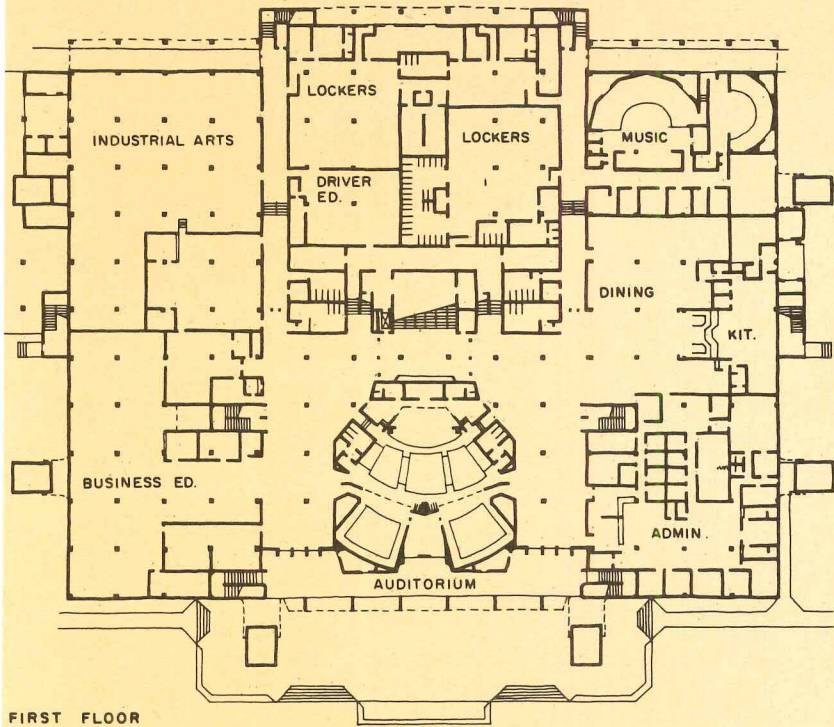 LOCKERS
INDUSTRIAL ARTS
LOCKERS
MUSIC
DRIVER
ED.
DINING
KIT.
BUSINESS ED.
ADMIN.
AUDITORIUM
FIRST FLOOR